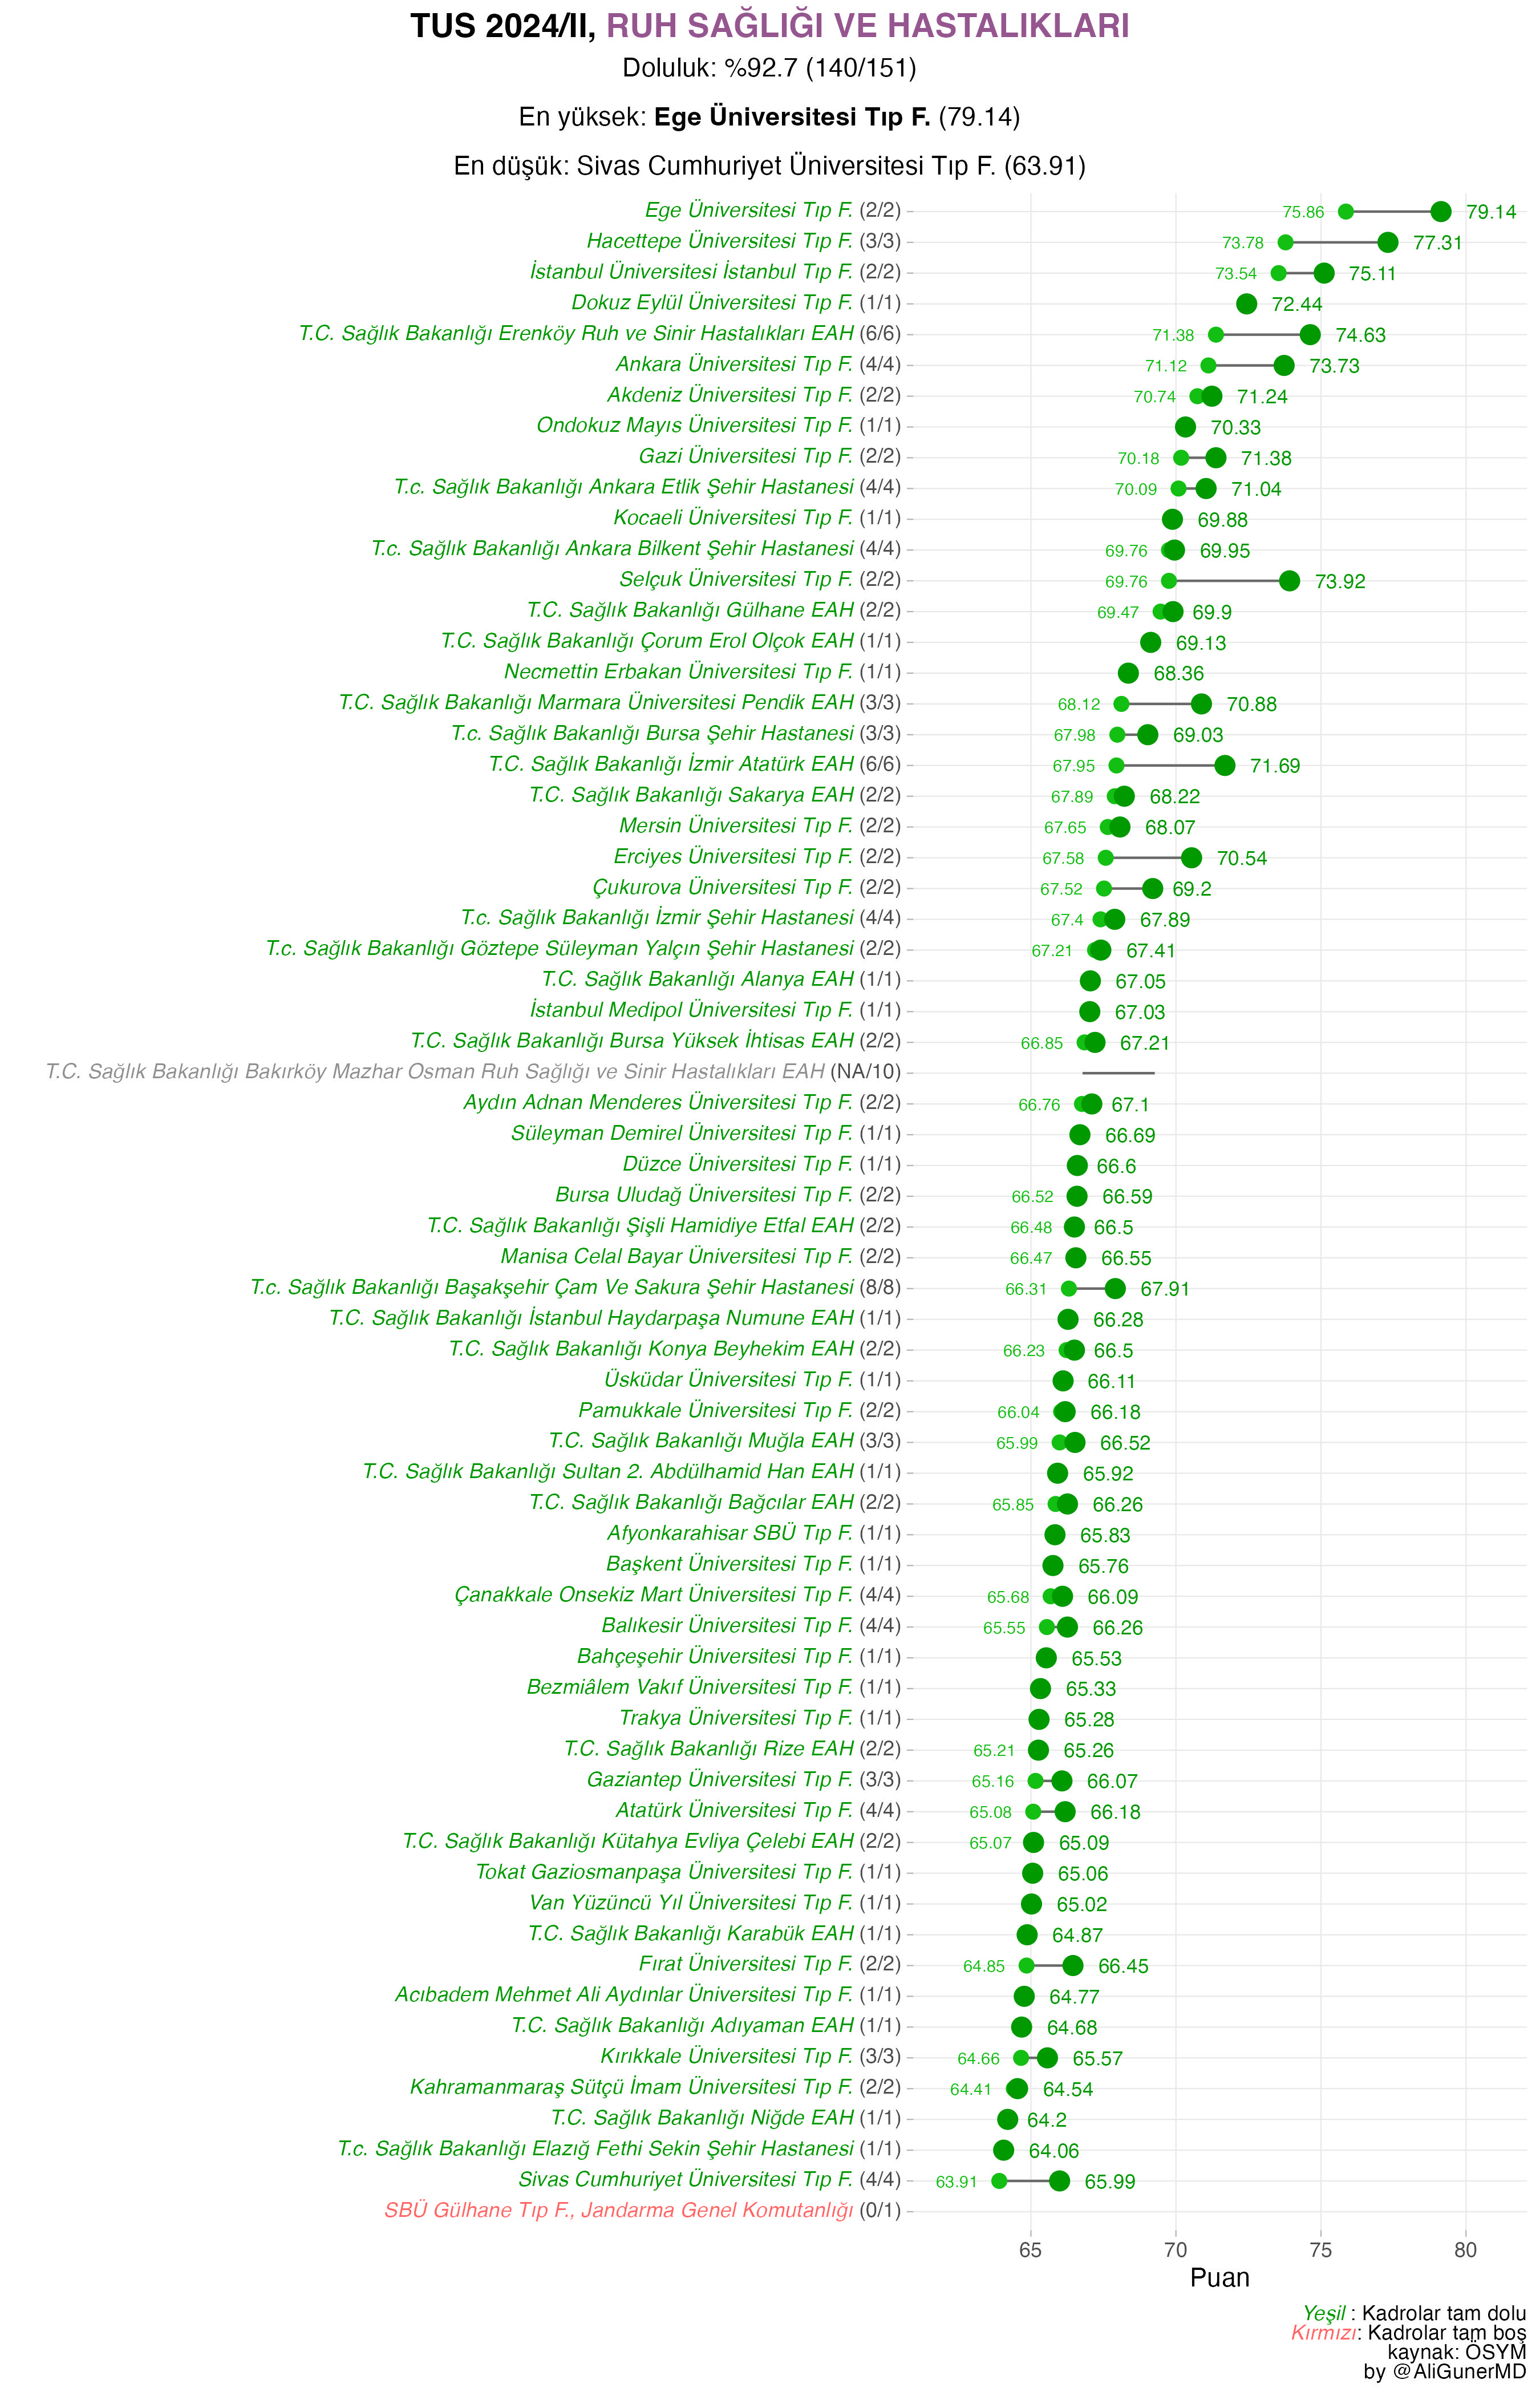 TUS 2024/II, RUH SAĞLIĞI VE HASTALIKLARI
Doluluk: %92.7 (140/151)
En yüksek: Ege Üniversitesi Tıp F. (79.14)
En düşük: Sivas Cumhuriyet Üniversitesi Tıp F. (63.91)
Ege Üniversitesi Tıp F. (2/2) 75.86 79.14
Hacettepe Üniversitesi Tıp F. (3/3) 73.78 77.31
İstanbul Üniversitesi İstanbul Tıp F. (2/2) 73.54 75.11
Dokuz Eylül Üniversitesi Tıp F. (1/1) 72.44
T.C. Sağlık Bakanlığı Erenköy Ruh ve Sinir Hastalıkları EAH (6/6) 71.38 74.63
Ankara Üniversitesi Tıp F. (4/4) 71.12 73.73
Akdeniz Üniversitesi Tıp F. (2/2) 70.74 71.24
Ondokuz Mayıs Üniversitesi Tıp F. (1/1) 70.33
Gazi Üniversitesi Tıp F. (2/2) 70.18 71.38
T.c. Sağlık Bakanlığı Ankara Etlik Şehir Hastanesi (4/4) 70.09 71.04
Kocaeli Üniversitesi Tıp F. (1/1) 69.88
T.c. Sağlık Bakanlığı Ankara Bilkent Şehir Hastanesi (4/4) 69.76 69.95
Selçuk Üniversitesi Tıp F. (2/2) 69.76 73.92
T.C. Sağlık Bakanlığı Gülhane EAH (2/2) 69.47 69.9
T.C. Sağlık Bakanlığı Çorum Erol Olçok EAH (1/1) 69.13
Necmettin Erbakan Üniversitesi Tıp F. (1/1) 68.36
T.C. Sağlık Bakanlığı Marmara Üniversitesi Pendik EAH (3/3) 68.12 70.88
T.c. Sağlık Bakanlığı Bursa Şehir Hastanesi (3/3) 67.98 69.03
T.C. Sağlık Bakanlığı İzmir Atatürk EAH (6/6) 67.95 71.69
T.C. Sağlık Bakanlığı Sakarya EAH (2/2) 67.89 68.22
Mersin Üniversitesi Tıp F. (2/2) 67.65 68.07
Erciyes Üniversitesi Tıp F. (2/2) 67.58 70.54
Çukurova Üniversitesi Tıp F. (2/2) 67.52 69.2
T.c. Sağlık Bakanlığı İzmir Şehir Hastanesi (4/4) 67.4 67.89
T.c. Sağlık Bakanlığı Göztepe Süleyman Yalçın Şehir Hastanesi (2/2) 67.21 67.41
T.C. Sağlık Bakanlığı Alanya EAH (1/1) 67.05
İstanbul Medipol Üniversitesi Tıp F. (1/1) 67.03
T.C. Sağlık Bakanlığı Bursa Yüksek İhtisas EAH (2/2) 66.85 67.21
T.C. Sağlık Bakanlığı Bakırköy Mazhar Osman Ruh Sağlığı ve Sinir Hastalıkları EAH (NA/10)
Aydın Adnan Menderes Üniversitesi Tıp F. (2/2) 66.76 67.1
Süleyman Demirel Üniversitesi Tıp F. (1/1) 66.69
Düzce Üniversitesi Tıp F. (1/1) 66.6
Bursa Uludağ Üniversitesi Tıp F. (2/2) 66.52 66.59
T.C. Sağlık Bakanlığı Şişli Hamidiye Etfal EAH (2/2) 66.48 66.5
Manisa Celal Bayar Üniversitesi Tıp F. (2/2) 66.47 66.55
T.c. Sağlık Bakanlığı Başakşehir Çam Ve Sakura Şehir Hastanesi (8/8) 66.31 67.91
T.C. Sağlık Bakanlığı İstanbul Haydarpaşa Numune EAH (1/1) 66.28
T.C. Sağlık Bakanlığı Konya Beyhekim EAH (2/2) 66.23 66.5
Üsküdar Üniversitesi Tıp F. (1/1) 66.11
Pamukkale Üniversitesi Tıp F. (2/2) 66.04 66.18
T.C. Sağlık Bakanlığı Muğla EAH (3/3) 65.99 66.52
T.C. Sağlık Bakanlığı Sultan 2. Abdülhamid Han EAH (1/1) 65.92
T.C. Sağlık Bakanlığı Bağcılar EAH (2/2) 65.85 66.26
Afyonkarahisar SBÜ Tıp F. (1/1) 65.83
Başkent Üniversitesi Tıp F. (1/1) 65.76
Çanakkale Onsekiz Mart Üniversitesi Tıp F. (4/4) 65.68 66.09
Balıkesir Üniversitesi Tıp F. (4/4) 65.55 66.26
Bahçeşehir Üniversitesi Tıp F. (1/1) 65.53
Bezmiâlem Vakıf Üniversitesi Tıp F. (1/1) 65.33
Trakya Üniversitesi Tıp F. (1/1) 65.28
T.C. Sağlık Bakanlığı Rize EAH (2/2) 65.21 65.26
Gaziantep Üniversitesi Tıp F. (3/3) 65.16 66.07
Atatürk Üniversitesi Tıp F. (4/4) 65.08 66.18
T.C. Sağlık Bakanlığı Kütahya Evliya Çelebi EAH (2/2) 65.07 65.09
Tokat Gaziosmanpaşa Üniversitesi Tıp F. (1/1) 65.06
Van Yüzüncü Yıl Üniversitesi Tıp F. (1/1) 65.02
T.C. Sağlık Bakanlığı Karabük EAH (1/1) 64.87
Fırat Üniversitesi Tıp F. (2/2) 64.85 66.45
Acıbadem Mehmet Ali Aydınlar Üniversitesi Tıp F. (1/1) 64.77
T.C. Sağlık Bakanlığı Adıyaman EAH (1/1) 64.68
Kırıkkale Üniversitesi Tıp F. (3/3) 64.66 65.57
Kahramanmaraş Sütçü İmam Üniversitesi Tıp F. (2/2) 64.41 64.54
T.C. Sağlık Bakanlığı Niğde EAH (1/1) 64.2
T.c. Sağlık Bakanlığı Elazığ Fethi Sekin Şehir Hastanesi (1/1) 64.06
Sivas Cumhuriyet Üniversitesi Tıp F. (4/4) 63.91 65.99
SBÜ Gülhane Tıp F., Jandarma Genel Komutanlığı (0/1)
65 70 75 80
Puan
Yeşil : Kadrolar tam dolu
Kırmızı: Kadrolar tam boş
kaynak: ÖSYM
by @AliGunerMD